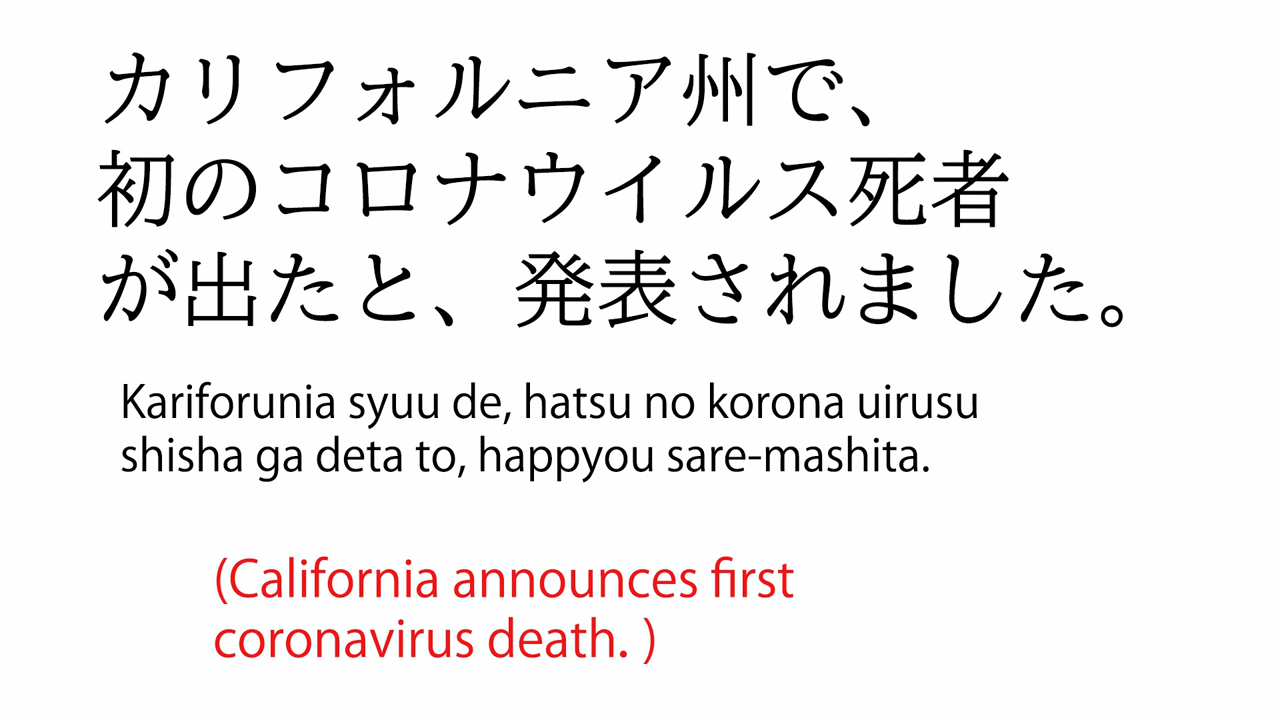 カリフォルニア州で、
初のコロナウイルス死者
が出たと、発表されました。
Kariforunia syuu de, hatsu no korona uirusu
shisha ga deta to, happyou sare-mashita.
(California announces first
coronavirus death. )